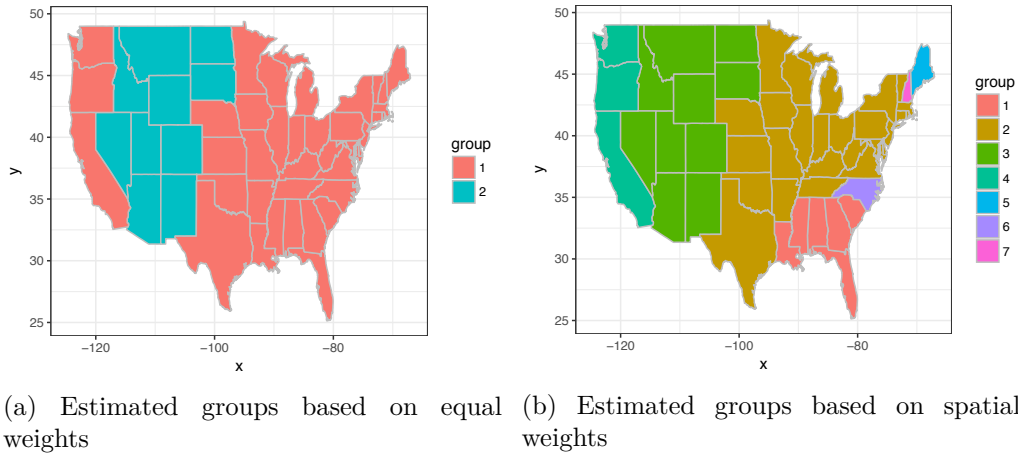 50
45
40
35
30
25
y
−120
−100
−80
x
group
1
2
50
45
40
35
30
25
y
−120
−100
−80
x
group
1
2
3
4
5
6
7
(a) Estimated groups based on equal
weights
(b) Estimated groups based on spatial
weights